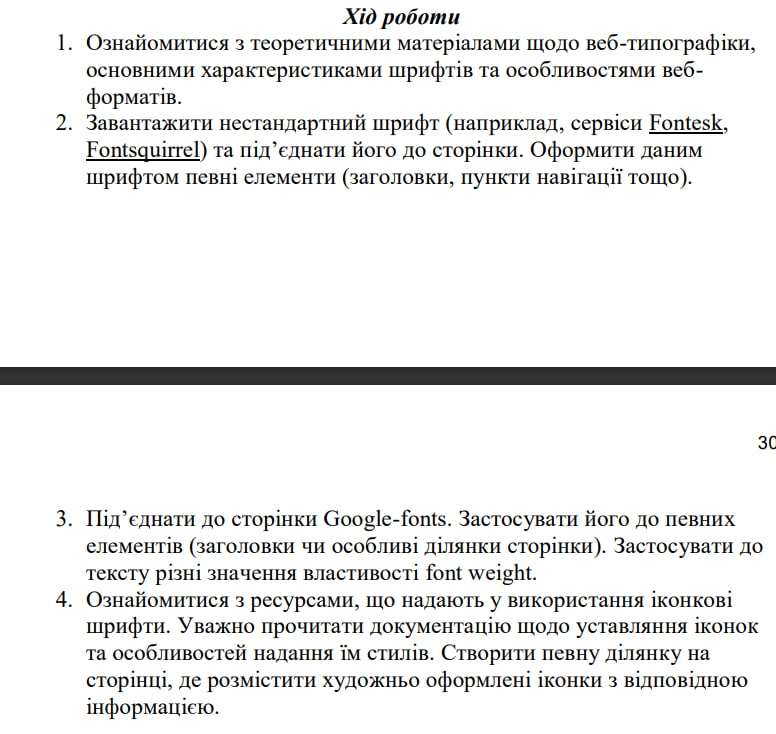 Хід роботи
1. Ознайомитися з теоретичними матеріалами щодо веб-типографіки,
основними характеристиками шрифтів та особливостями веб-
форматів.
2. Завантажити нестандартний шрифт (наприклад, сервіси Fontesk,
Fontsquirrel) та під’єднати його до сторінки. Оформити даним
шрифтом певні елементи (заголовки, пункти навігації тощо).
30
3. Під’єднати до сторінки Google-fonts. Застосувати його до певних
елементів (заголовки чи особливі ділянки сторінки). Застосувати до
тексту різні значення властивості font weight.
4. Ознайомитися з ресурсами, що надають у використання іконкові
шрифти. Уважно прочитати документацію щодо уставляння іконок
та особливостей надання їм стилів. Створити певну ділянку на
сторінці, де розмістити художньо оформлені іконки з відповідною
інформацією.